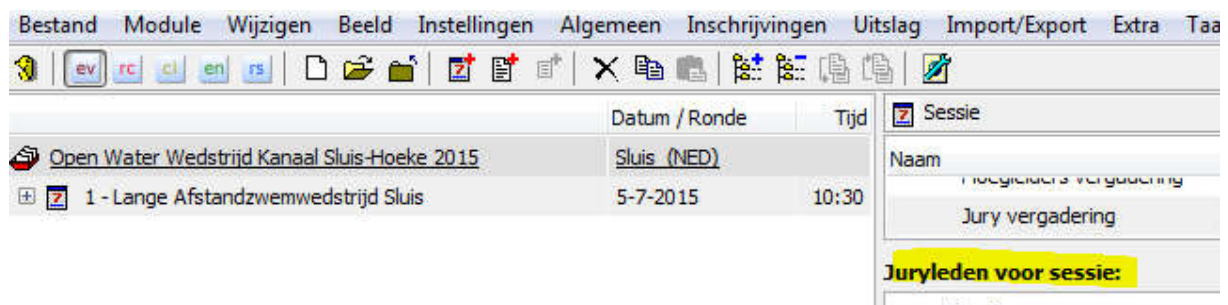 Bestand Module Wijzigen Beeld Instellingen Algemeen Inschrijvingen Uitslag Import/Export Extra
ev rc cl en rs
Datum / Ronde Tijd
Open Water Wedstrijd Kanaal Sluis-Hoeke 2015 Sluis (NED)
1 - Lange Afstandzwemwedstrijd Sluis 5-7-2015 10:30
Sessie
Naam
Jury vergadering
Juryleden voor sessie: